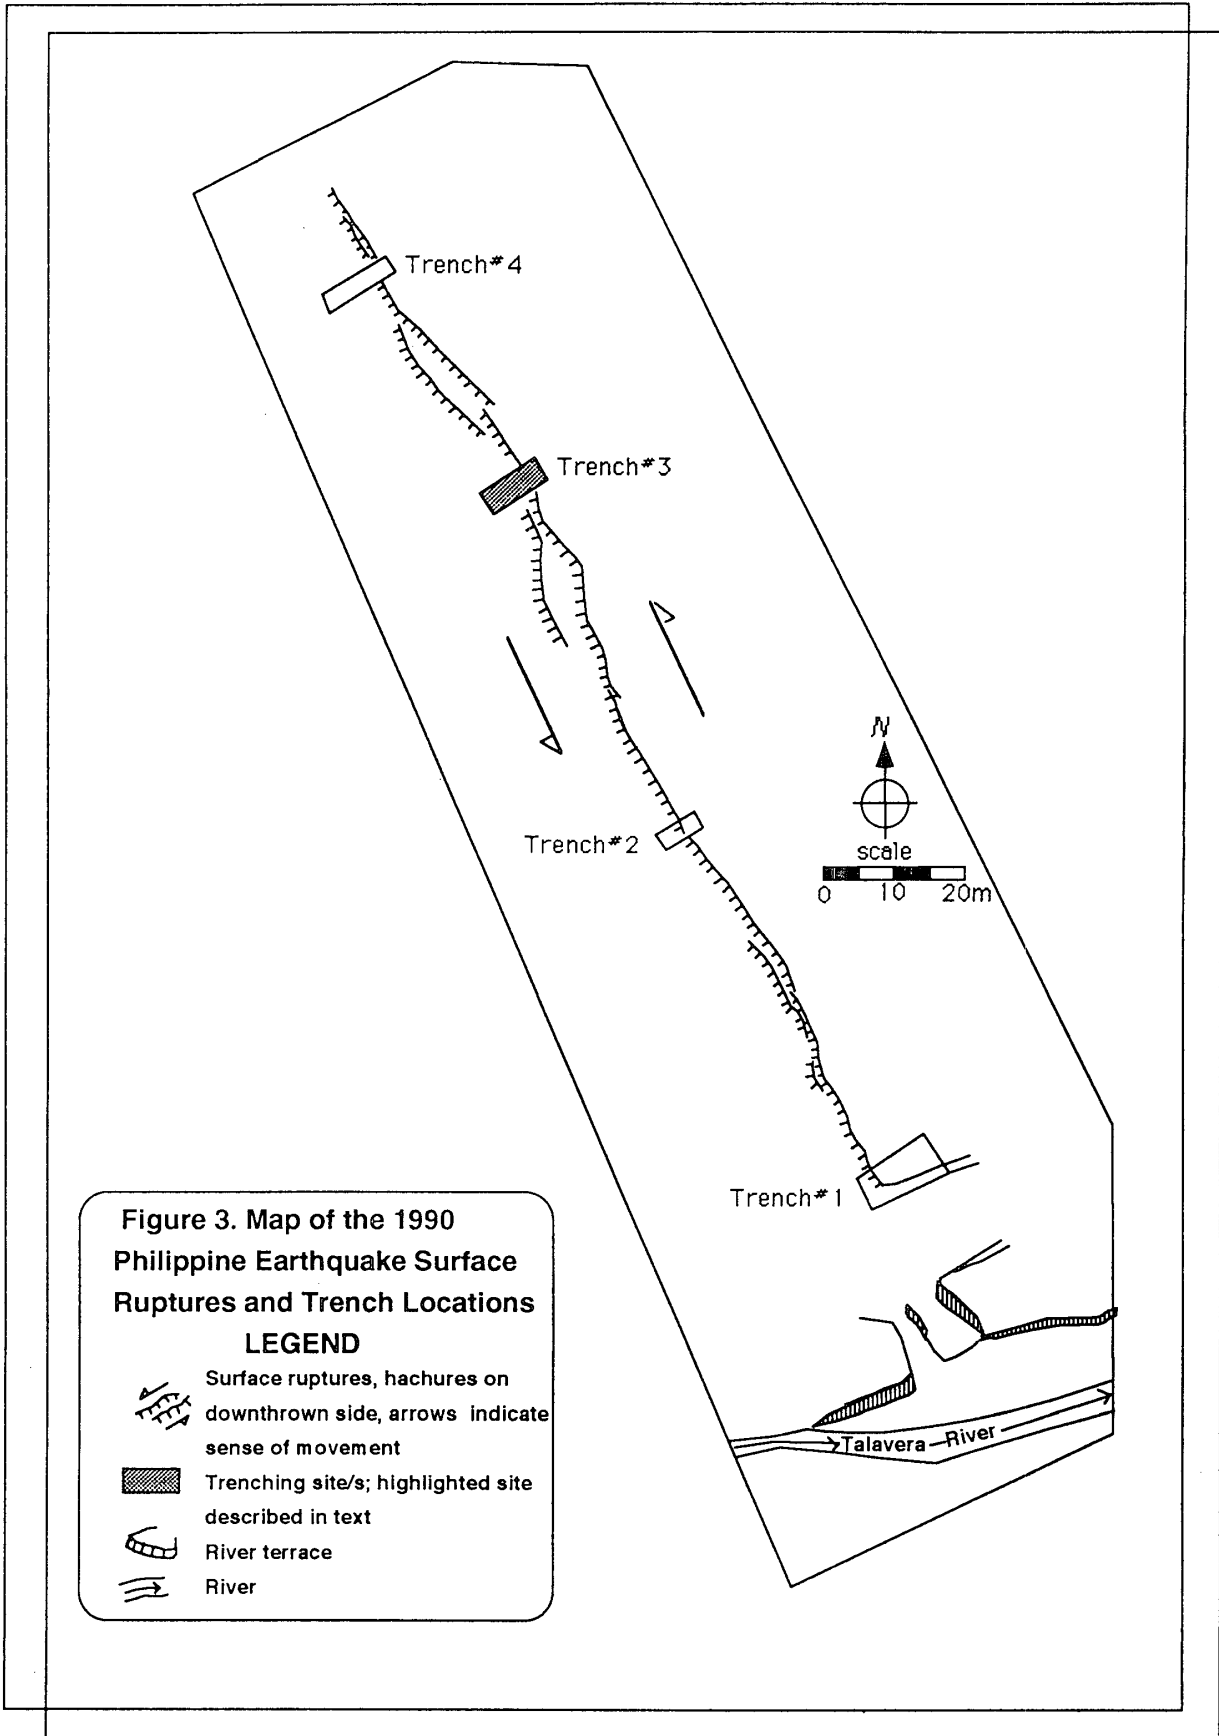 Trench#4
Trench#3
N
Trench#2
scale
0 10 20m
Trench#1
Figure 3. Map of the 1990
Philippine Earthquake Surface
Ruptures and Trench Locations
LEGEND
Surface ruptures, hachures on
downthrown side, arrows indicate
sense of movement
Trenching site/s; highlighted site
described in text
River terrace
River
Talavera River